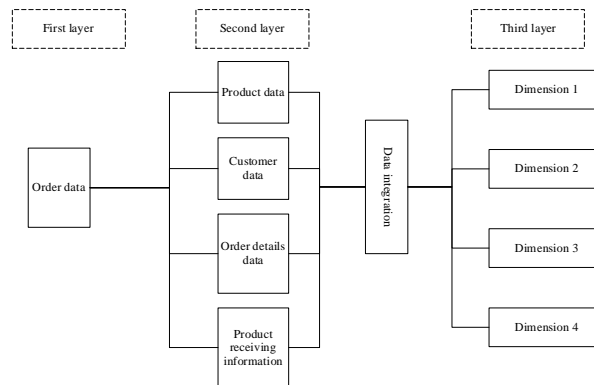 First layer
Second layer
Third layer
Order data
Product data
Customer
data
Order details
data
Product
receiving
information
Data integration
Dimension 1
Dimension 2
Dimension 3
Dimension 4